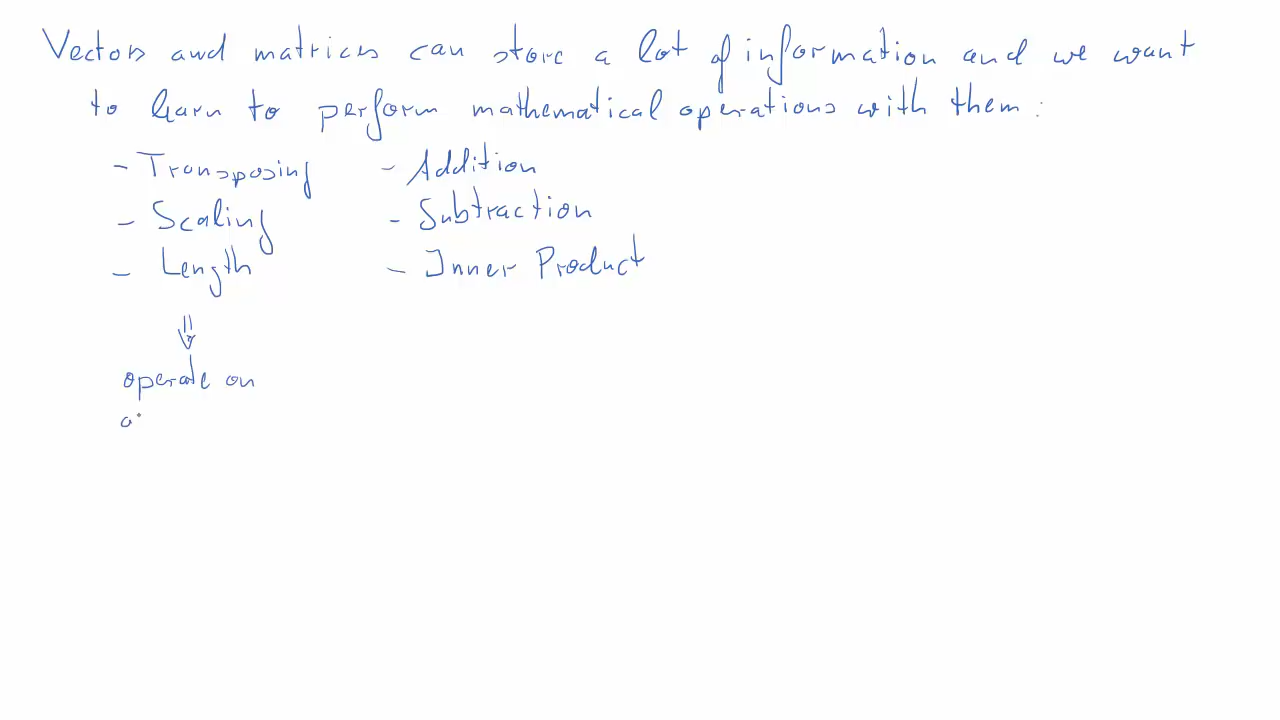 Vectors and matrices can store a lot of information and we want
to learn to perform mathematical operations with them:
- Transposing - Addition
- Scaling - Subtraction
- Length - Inner Product
⇓
operate on